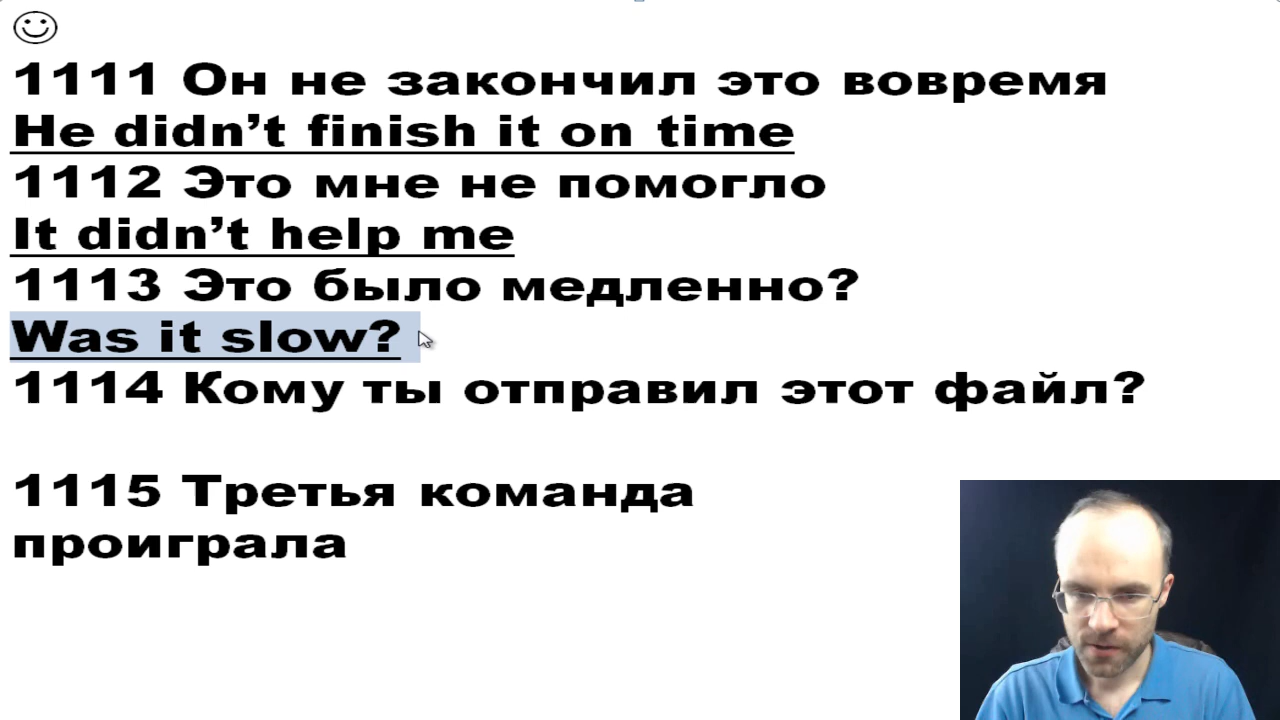 1111 Он не закончил это вовремя
He didn’t finish it on time
1112 Это мне не помогло
It didn’t help me
1113 Это было медленно?
Was it slow?
1114 Кому ты отправил этот файл?
1115 Третья команда
проиграла